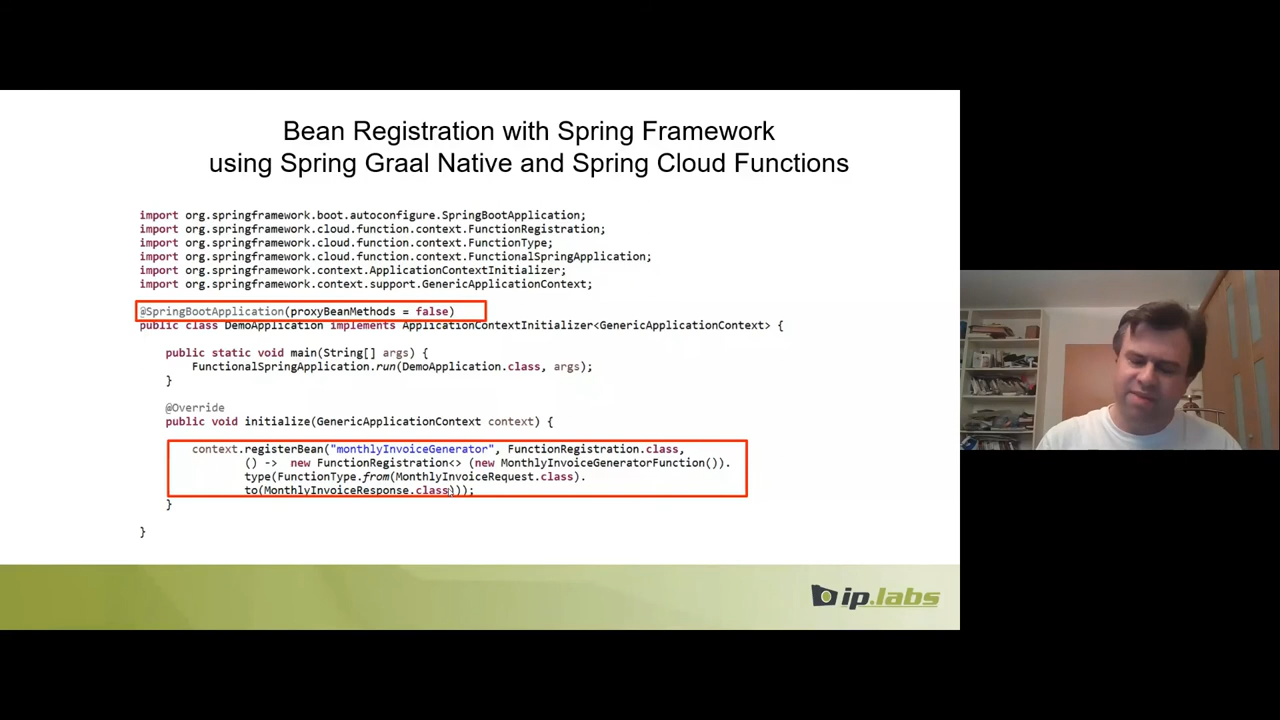 Bean Registration with Spring Framework
using Spring Graal Native and Spring Cloud Functions
import org.springframework.boot.autoconfigure.SpringBootApplication;
import org.springframework.cloud.function.context.FunctionRegistration;
import org.springframework.cloud.function.context.FunctionType;
import org.springframework.cloud.function.context.FunctionalSpringApplication;
import org.springframework.context.ApplicationContextInitializer;
import org.springframework.context.support.GenericApplicationContext;
@SpringBootApplication(proxyBeanMethods = false)
public class DemoApplication implements ApplicationContextInitializer<GenericApplicationContext> {
public static void main(String[] args) {
FunctionalSpringApplication.run(DemoApplication.class, args);
}
@Override
public void initialize(GenericApplicationContext context) {
context.registerBean("monthlyInvoiceGenerator", FunctionRegistration.class,
() -> new FunctionRegistration<> (new MonthlyInvoiceGeneratorFunction()).
type(FunctionType.from(MonthlyInvoiceRequest.class).
to(MonthlyInvoiceResponse.class)));
}
}
ip.labs